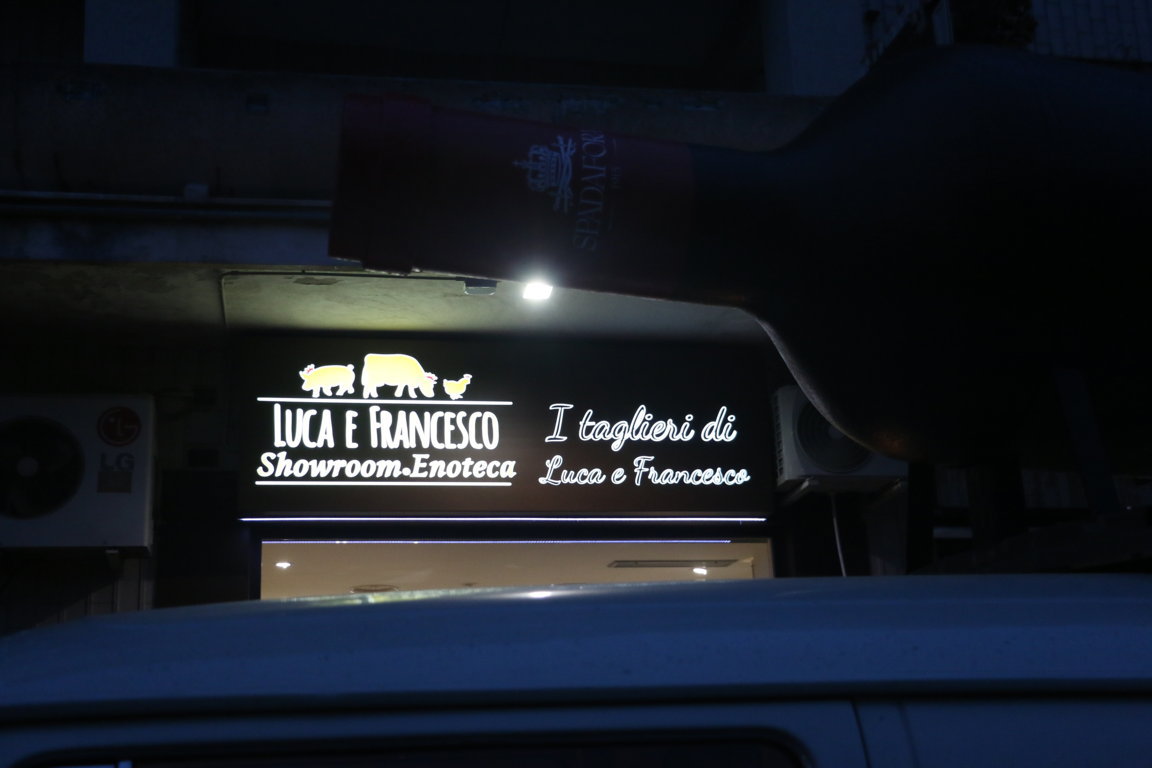 SPADAFORA
LUCA E FRANCESCO
Showroom Enoteca
I taglieri di
Luca e Francesco
LG